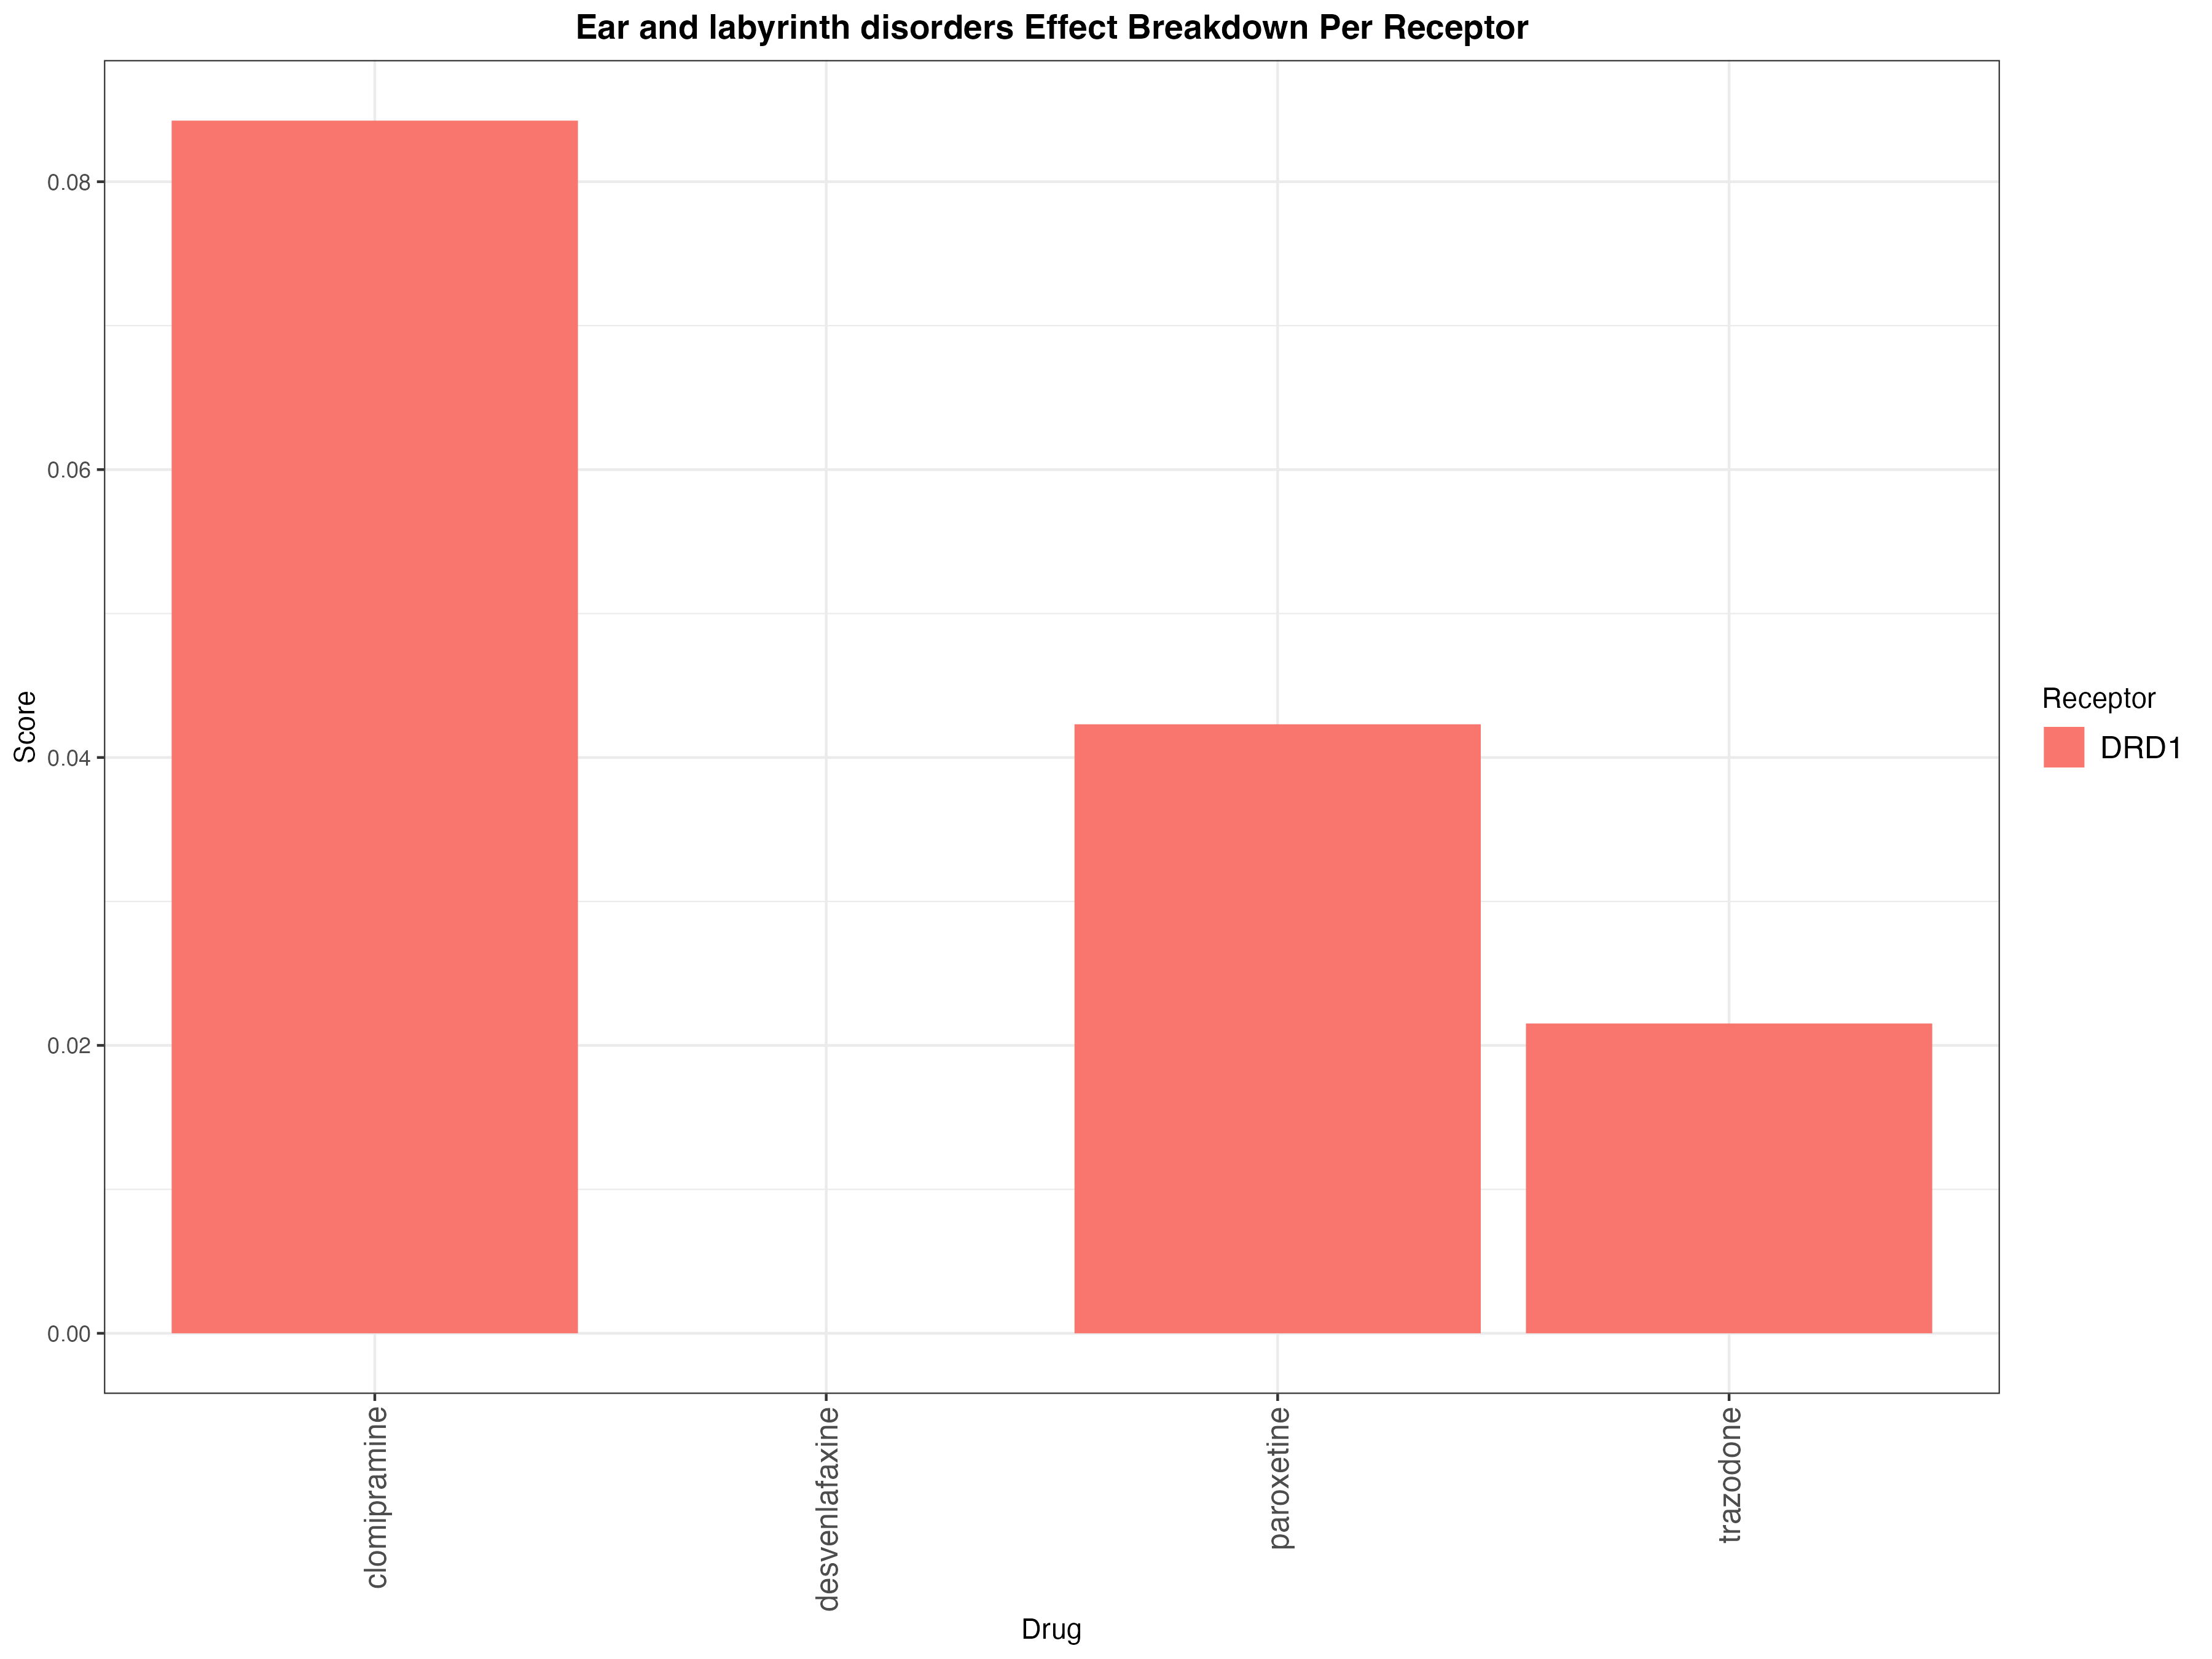 Ear and labyrinth disorders Effect Breakdown Per Receptor
Score
0.08
0.06
0.04
0.02
0.00
clomipramine
desvenlafaxine
paroxetine
trazodone
Drug
Receptor
DRD1